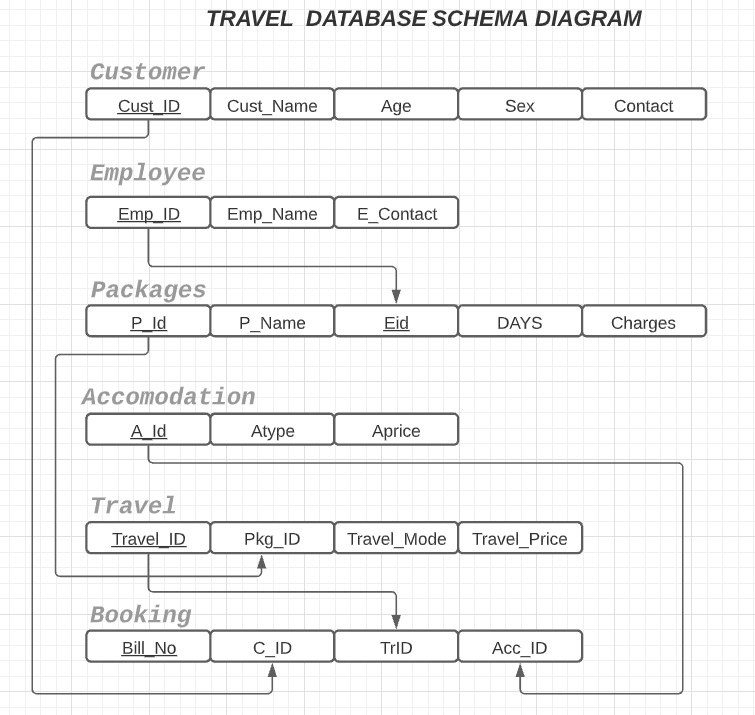 TRAVEL DATABASE SCHEMA DIAGRAM
Customer
Cust_ID Cust_Name Age Sex Contact
Employee
Emp_ID Emp_Name E_Contact
Packages
P_Id P_Name Eid DAYS Charges
Accomodation
A_Id Atype Aprice
Travel
Travel_ID Pkg_ID Travel_Mode Travel_Price
Booking
Bill_No C_ID TrID Acc_ID